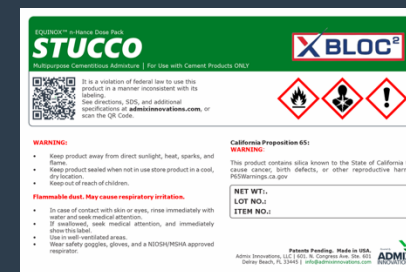 EQUINOX™ n-Hance Dose Pack
STUCCO
Multipurpose Cementitious Admixture | For Use with Cement Products ONLY
X BLOC²
It is a violation of federal law to use this
product in a manner inconsistent with its
labeling.
See directions, SDS, and additional
specifications at admixinnovations.com, or
scan the QR Code.
WARNING:
• Keep product away from direct sunlight, heat, sparks, and
flame.
• Keep product sealed when not in use store product in a cool,
dry location.
• Keep out of reach of children.
Flammable dust. May cause respiratory irritation.
• In case of contact with skin or eyes, rinse immediately with
water and seek medical attention.
• If swallowed, seek medical attention, and immediately
show this label.
• Use in well-ventilated areas.
• Wear safety goggles, gloves, and a NIOSH/MSHA approved
respirator.
California Proposition 65:
WARNING:
This product contains silica known to the State of California
cause cancer, birth defects, or other reproductive harm
P65Warnings.ca.gov
NET WT:.
LOT NO.:
ITEM NO.:
Patents Pending. Made in USA.
Admix Innovations, LLC | 601. N. Congress Ave. Ste. 601
Delray Beach, FL 33445 | info@admixinnovations.com
ADMIX
INNOVATION